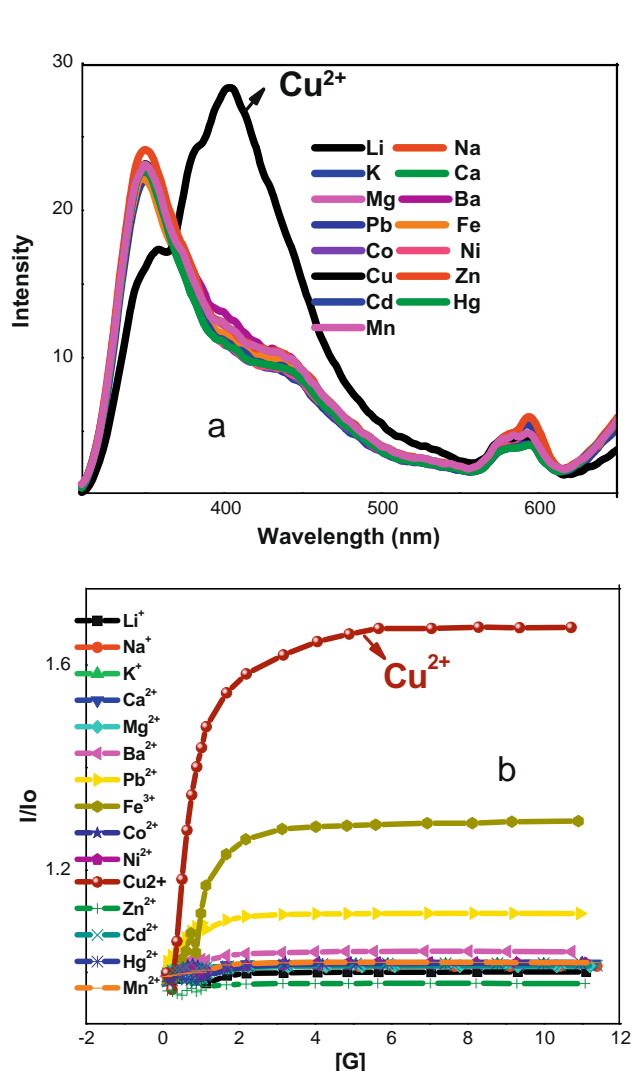 30
Cu²⁺
Li Na
K Ca
Mg Ba
Pb Fe
Co Ni
Cu Zn
Cd Hg
Mn
20
Intensity
10
a
400 500 600
Wavelength (nm)
Li⁺
Na⁺
K⁺
Ca²⁺
Mg²⁺
Ba²⁺
Pb²⁺
Fe³⁺
Co²⁺
Ni²⁺
Cu2+
Zn²⁺
Cd²⁺
Hg²⁺
Mn²⁺
1.6
1.2
I/Io
Cu²⁺
b
-2 0 2 4 6 8 10 12
[G]